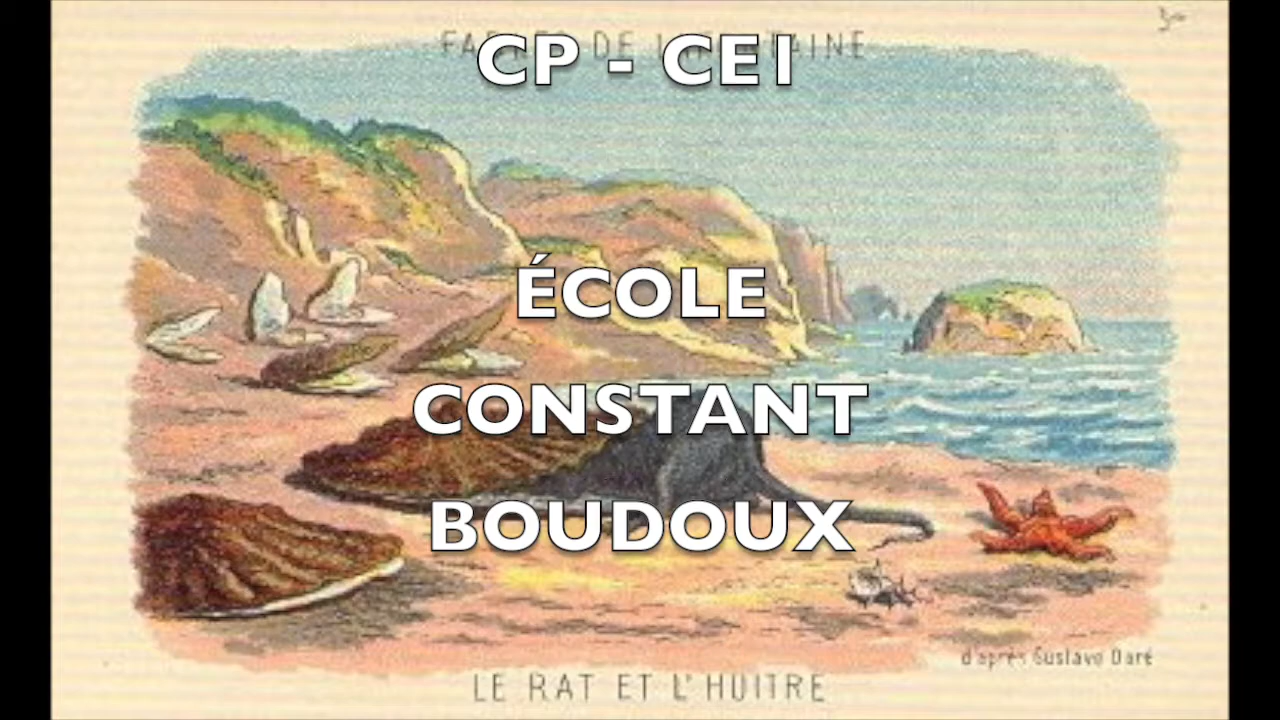 CP - CE1
ÉCOLE
CONSTANT
BOUDOUX
d'après Gustave Doré
LE RAT ET L'HUITRE